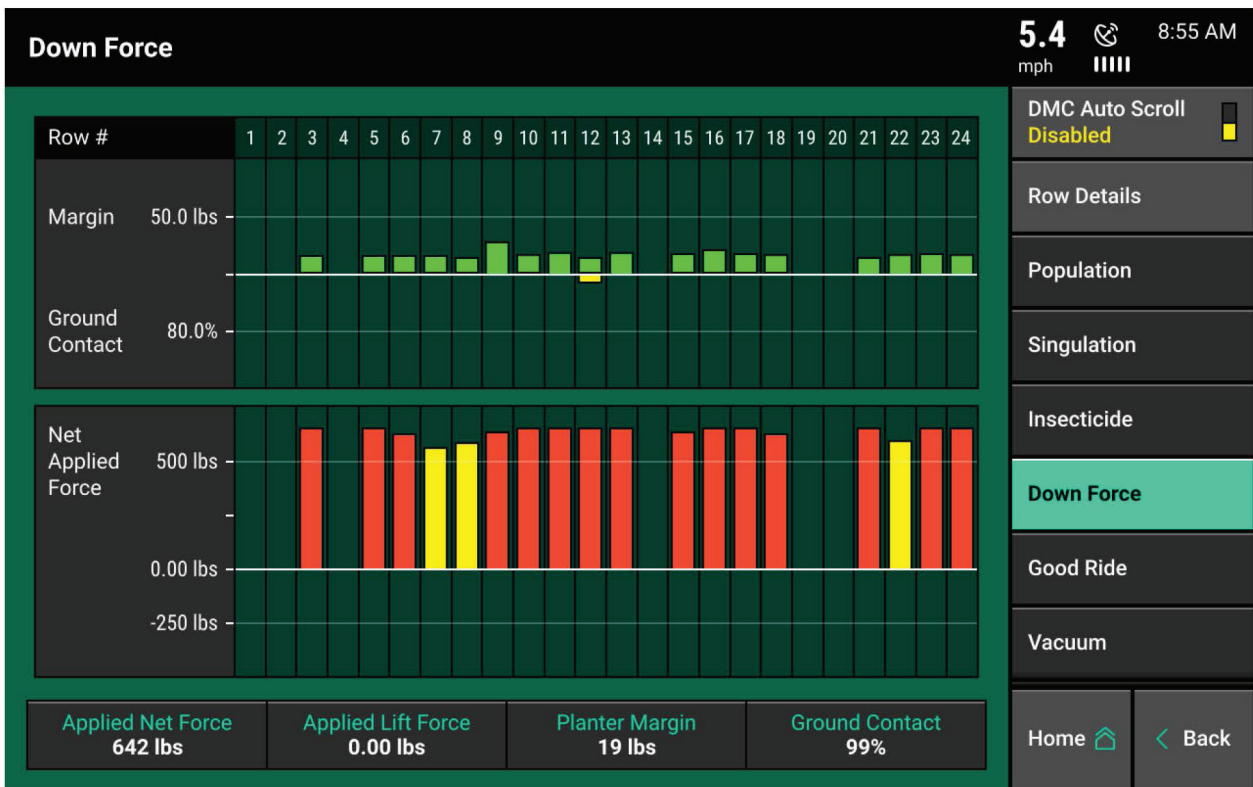 Down Force
5.4
mph
8:55 AM
Row # 1 2 3 4 5 6 7 8 9 10 11 12 13 14 15 16 17 18 19 20 21 22 23 24
Margin 50.0 lbs
Ground
Contact
80.0%
Net
Applied
Force
500 lbs
0.00 lbs
-250 lbs
Applied Net Force
642 lbs
Applied Lift Force
0.00 lbs
Planter Margin
19 lbs
Ground Contact
99%
DMC Auto Scroll
Disabled
Row Details
Population
Singulation
Insecticide
Down Force
Good Ride
Vacuum
Home
Back